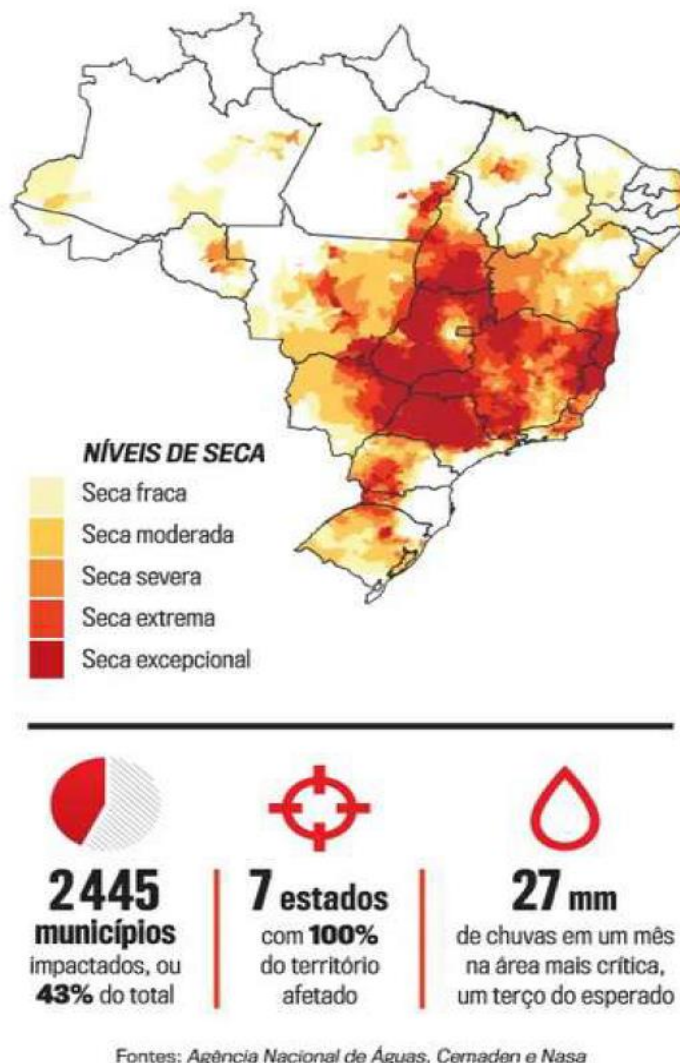 NÍVEIS DE SECA
Seca fraca
Seca moderada
Seca severa
Seca extrema
Seca excepcional
2 445
municípios
impactados, ou
43% do total
7 estados
com 100%
do território
afetado
27 mm
de chuvas em um mês
na área mais crítica,
um terço do esperado
Fontes: Agência Nacional de Águas, Cemaden e Nasa